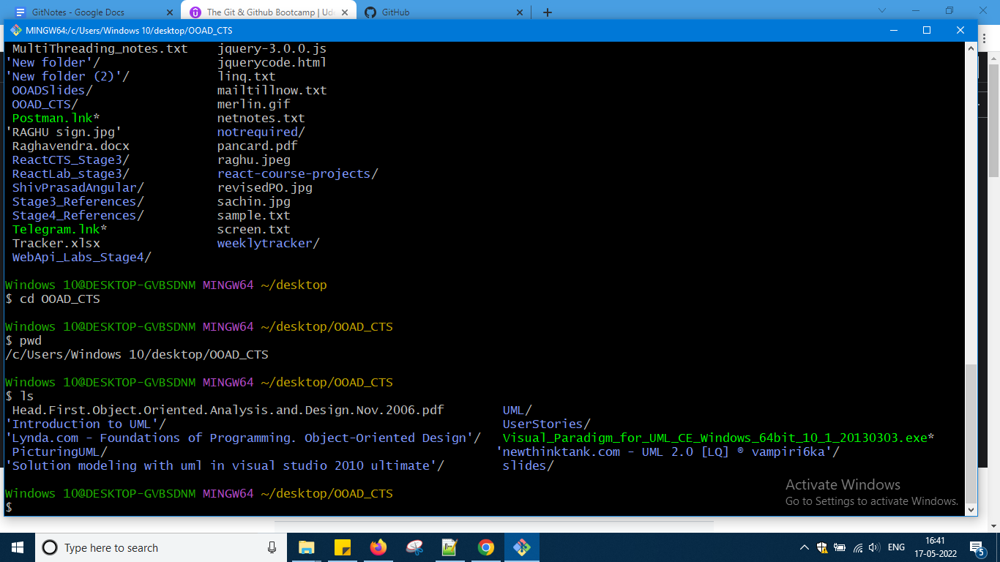 GitNotes - Google Docs
The Git & Github Bootcamp | Ud
GitHub
MINGW64:/c/Users/Windows 10/desktop/OOAD_CTS
MultiThreading_notes.txt    jquery-3.0.0.js
'New folder'/    jquerycode.html
'New folder (2)'/    linq.txt
OOADSlides/    mailtillnow.txt
OOAD_CTS/    merlin.gif
Postman.lnk*    netnotes.txt
'RAGHU sign.jpg'    notrequired/
Raghavendra.docx    pancard.pdf
ReactCTS_Stage3/    raghu.jpeg
ReactLab_stage3/    react-course-projects/
ShivPrasadAngular/    revisedPO.jpg
Stage3_References/    sachin.jpg
Stage4_References/    sample.txt
Telegram.lnk*    screen.txt
Tracker.xlsx    weeklytracker/
WebApi_Labs_Stage4/
Windows 10@DESKTOP-GVBSDNM MINGW64 ~/desktop
$ cd OOAD_CTS
Windows 10@DESKTOP-GVBSDNM MINGW64 ~/desktop/OOAD_CTS
$ pwd
/c/Users/Windows 10/desktop/OOAD_CTS
Windows 10@DESKTOP-GVBSDNM MINGW64 ~/desktop/OOAD_CTS
$ ls
Head.First.Object.Oriented.Analysis.and.Design.Nov.2006.pdf    UML/
'Introduction to UML'/    UserStories/
'Lynda.com - Foundations of Programming. Object-Oriented Design'/    Visual_Paradigm_for_UML_CE_Windows_64bit_10_1_20130303.exe*
PicturingUML/    'newthinktank.com - UML 2.0 [LQ] ® vampiri6ka'/
'Solution modeling with uml in visual studio 2010 ultimate'/    slides/
Windows 10@DESKTOP-GVBSDNM MINGW64 ~/desktop/OOAD_CTS
$
Activate Windows
Go to Settings to activate Windows.
Type here to search
ENG
16:41
17-05-2022
5